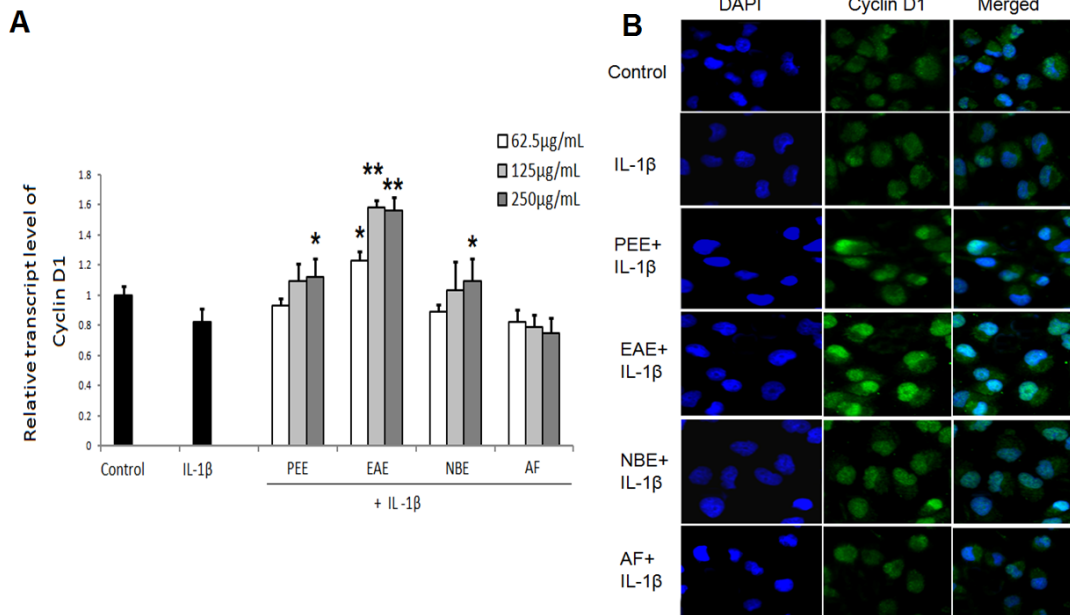 A
Relative transcript level of
Cyclin D1
1.8
1.6
1.4
1.2
1
0.8
0.6
0.4
0.2
0
62.5µg/mL
125µg/mL
250µg/mL
*
*
**
**
*
Control IL-1β PEE EAE NBE AF
+ IL-1β
B
DAPI Cyclin D1 Merged
Control
IL-1β
PEE+
IL-1β
EAE+
IL-1β
NBE+
IL-1β
AF+
IL-1β